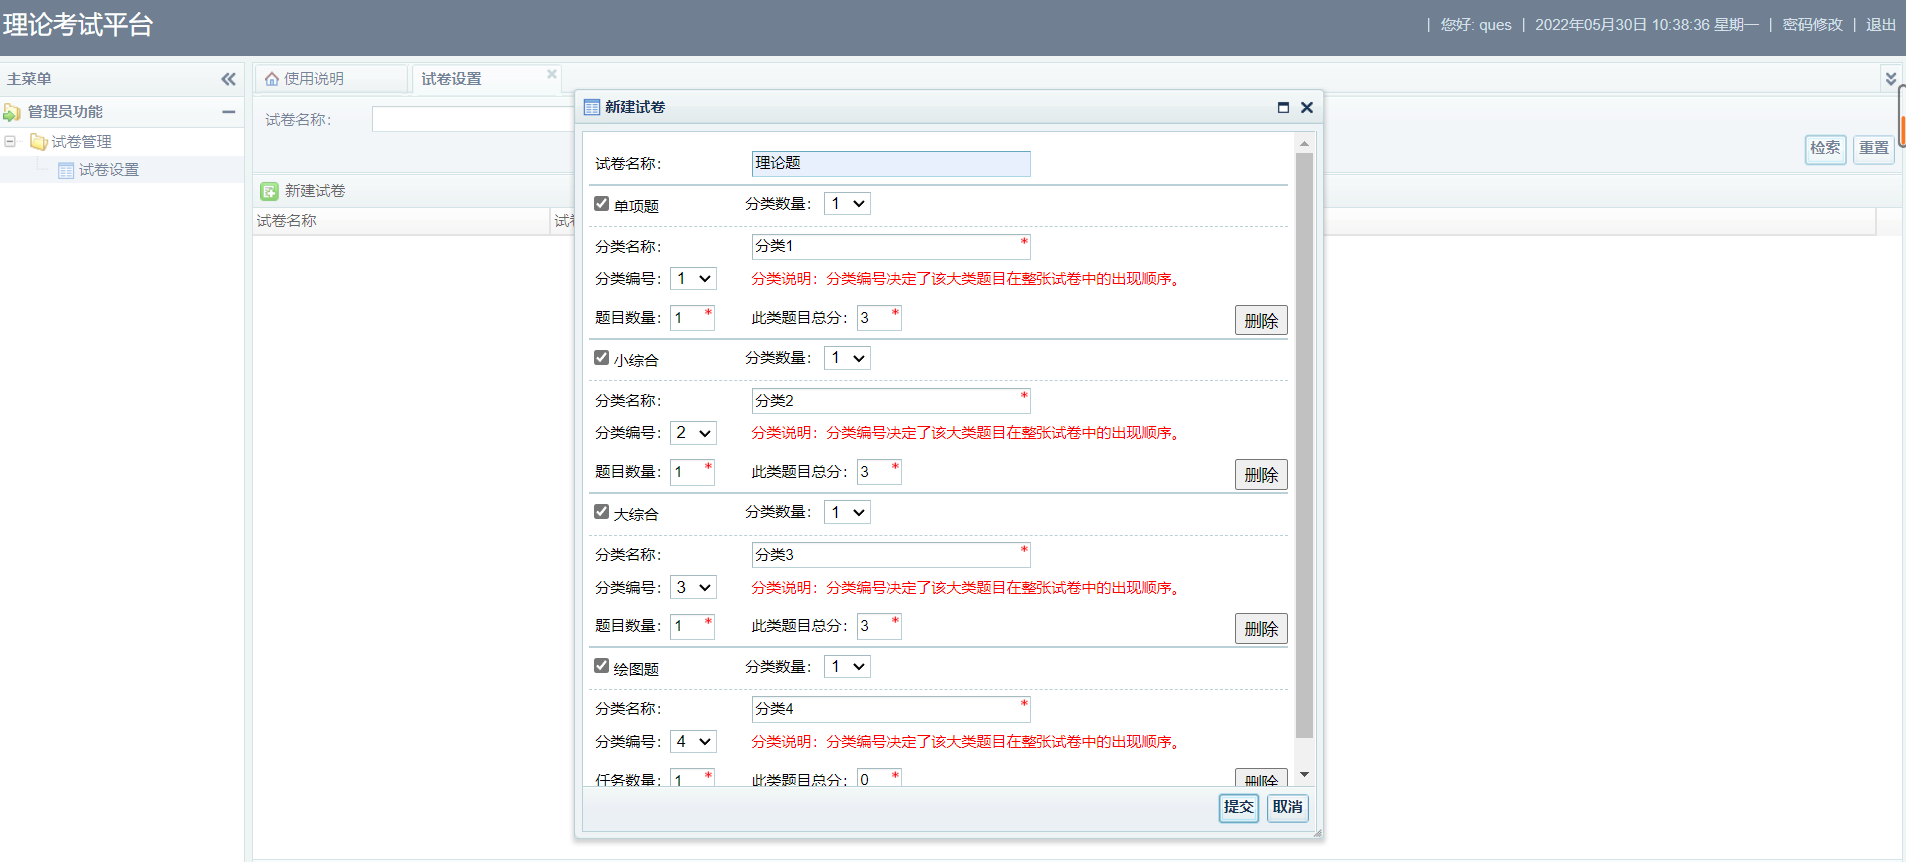 理论考试平台
| 您好: ques | 2022年05月30日 10:38:36 星期一 | 密码修改 | 退出
主菜单
使用说明
试卷设置
管理员功能
试卷管理
试卷设置
试卷名称：
检索 重置
新建试卷
试卷名称 试
新建试卷
试卷名称： 理论题
单项题 分类数量： 1
分类名称： 分类1 *
分类编号： 1 分类说明：分类编号决定了该大类题目在整张试卷中的出现顺序。
题目数量： 1 * 此类题目总分： 3 * 删除
小综合 分类数量： 1
分类名称： 分类2 *
分类编号： 2 分类说明：分类编号决定了该大类题目在整张试卷中的出现顺序。
题目数量： 1 * 此类题目总分： 3 * 删除
大综合 分类数量： 1
分类名称： 分类3 *
分类编号： 3 分类说明：分类编号决定了该大类题目在整张试卷中的出现顺序。
题目数量： 1 * 此类题目总分： 3 * 删除
绘图题 分类数量： 1
分类名称： 分类4 *
分类编号： 4 分类说明：分类编号决定了该大类题目在整张试卷中的出现顺序。
任务数量： 1 * 此类题目总分： 0 * 删除
提交 取消